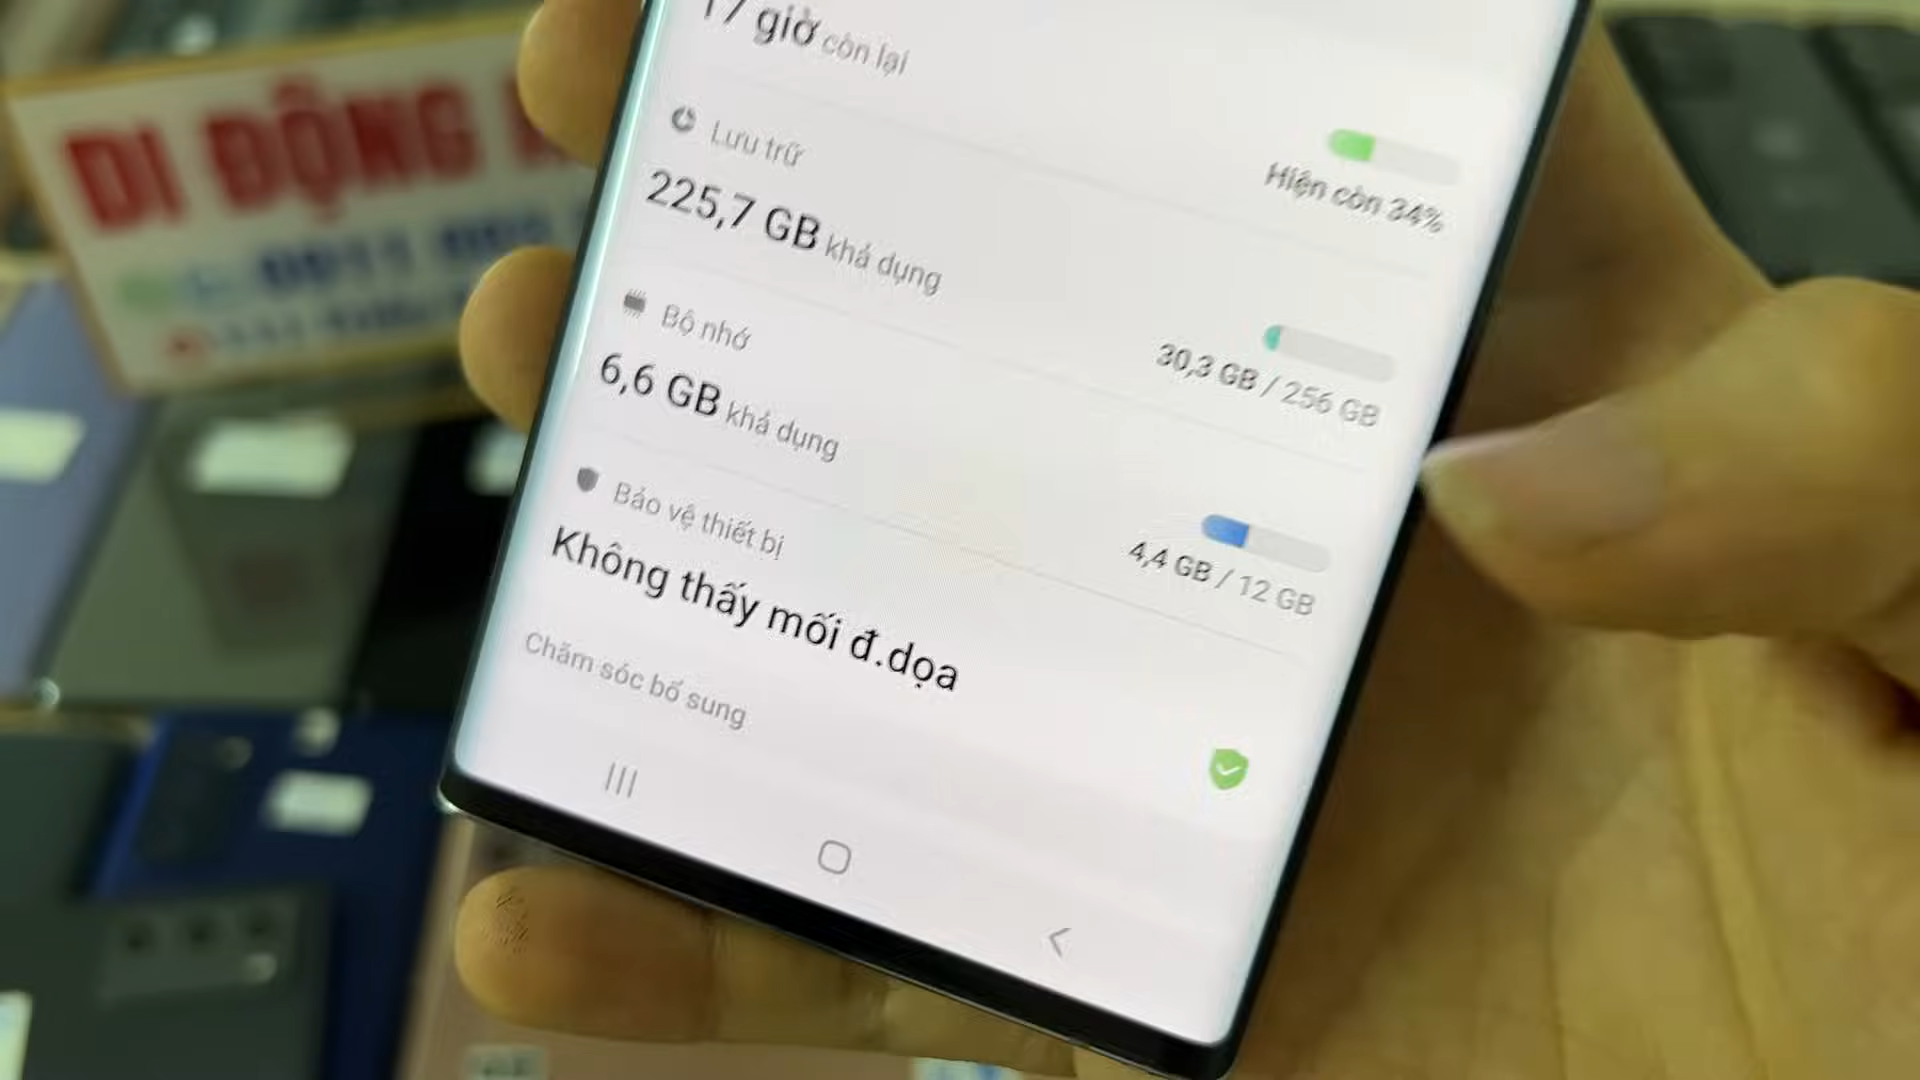 DI ĐỘNG
17 giờ còn lại
Hiện còn 34%
Lưu trữ
225,7 GB khả dụng
30,3 GB / 256 GB
Bộ nhớ
6,6 GB khả dụng
4,4 GB / 12 GB
Bảo vệ thiết bị
Không thấy mối đ.dọa
Chăm sóc bổ sung